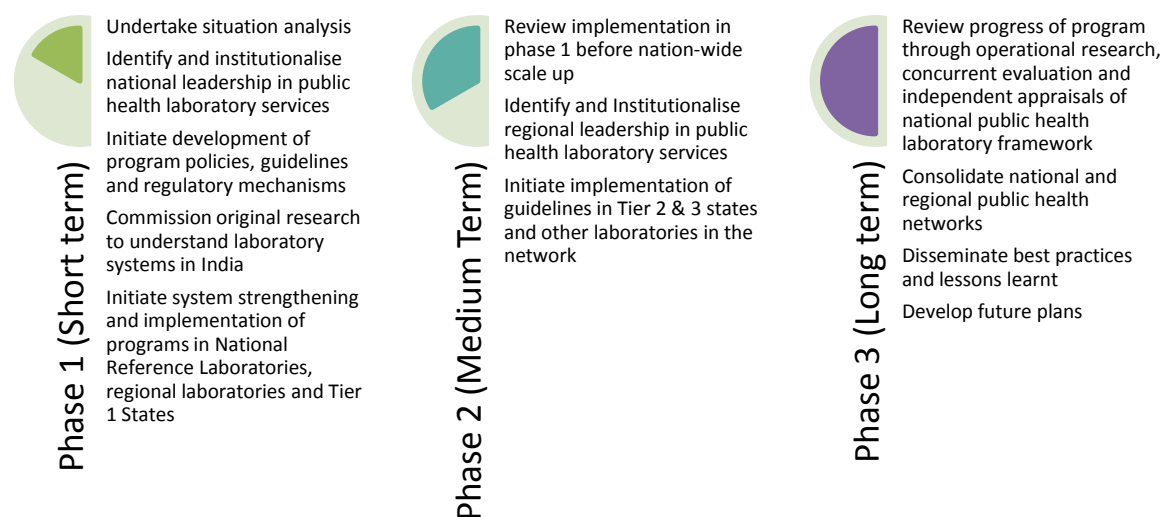 Phase 1 (Short term)
Undertake situation analysis
Identify and institutionalise
national leadership in public
health laboratory services
Initiate development of
program policies, guidelines
and regulatory mechanisms
Commission original research
to understand laboratory
systems in India
Initiate system strengthening
and implementation of
programs in National
Reference Laboratories,
regional laboratories and Tier
1 States
Phase 2 (Medium Term)
Review implementation in
phase 1 before nation-wide
scale up
Identify and Institutionalise
regional leadership in public
health laboratory services
Initiate implementation of
guidelines in Tier 2 & 3 states
and other laboratories in the
network
Phase 3 (Long term)
Review progress of program
through operational research,
concurrent evaluation and
independent appraisals of
national public health
laboratory framework
Consolidate national and
regional public health
networks
Disseminate best practices
and lessons learnt
Develop future plans